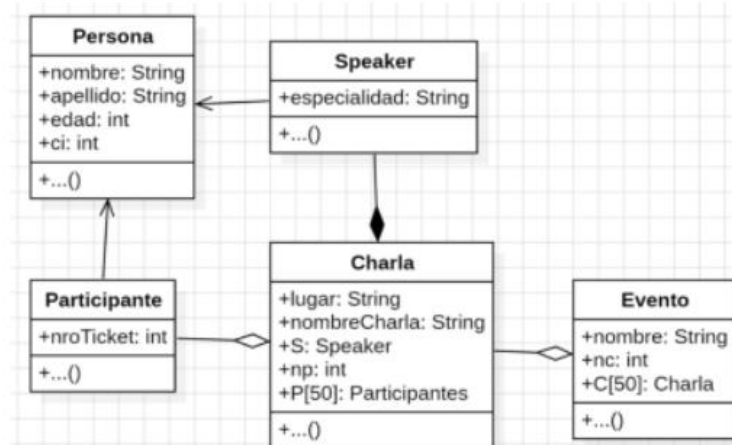 Persona
+nombre: String
+apellido: String
+edad: int
+ci: int
+...()
Speaker
+especialidad: String
+...()
Participante
+nroTicket: int
+...()
Charla
+lugar: String
+nombreCharla: String
+S: Speaker
+np: int
+P[50]: Participantes
+...()
Evento
+nombre: String
+nc: int
+C[50]: Charla
+...()